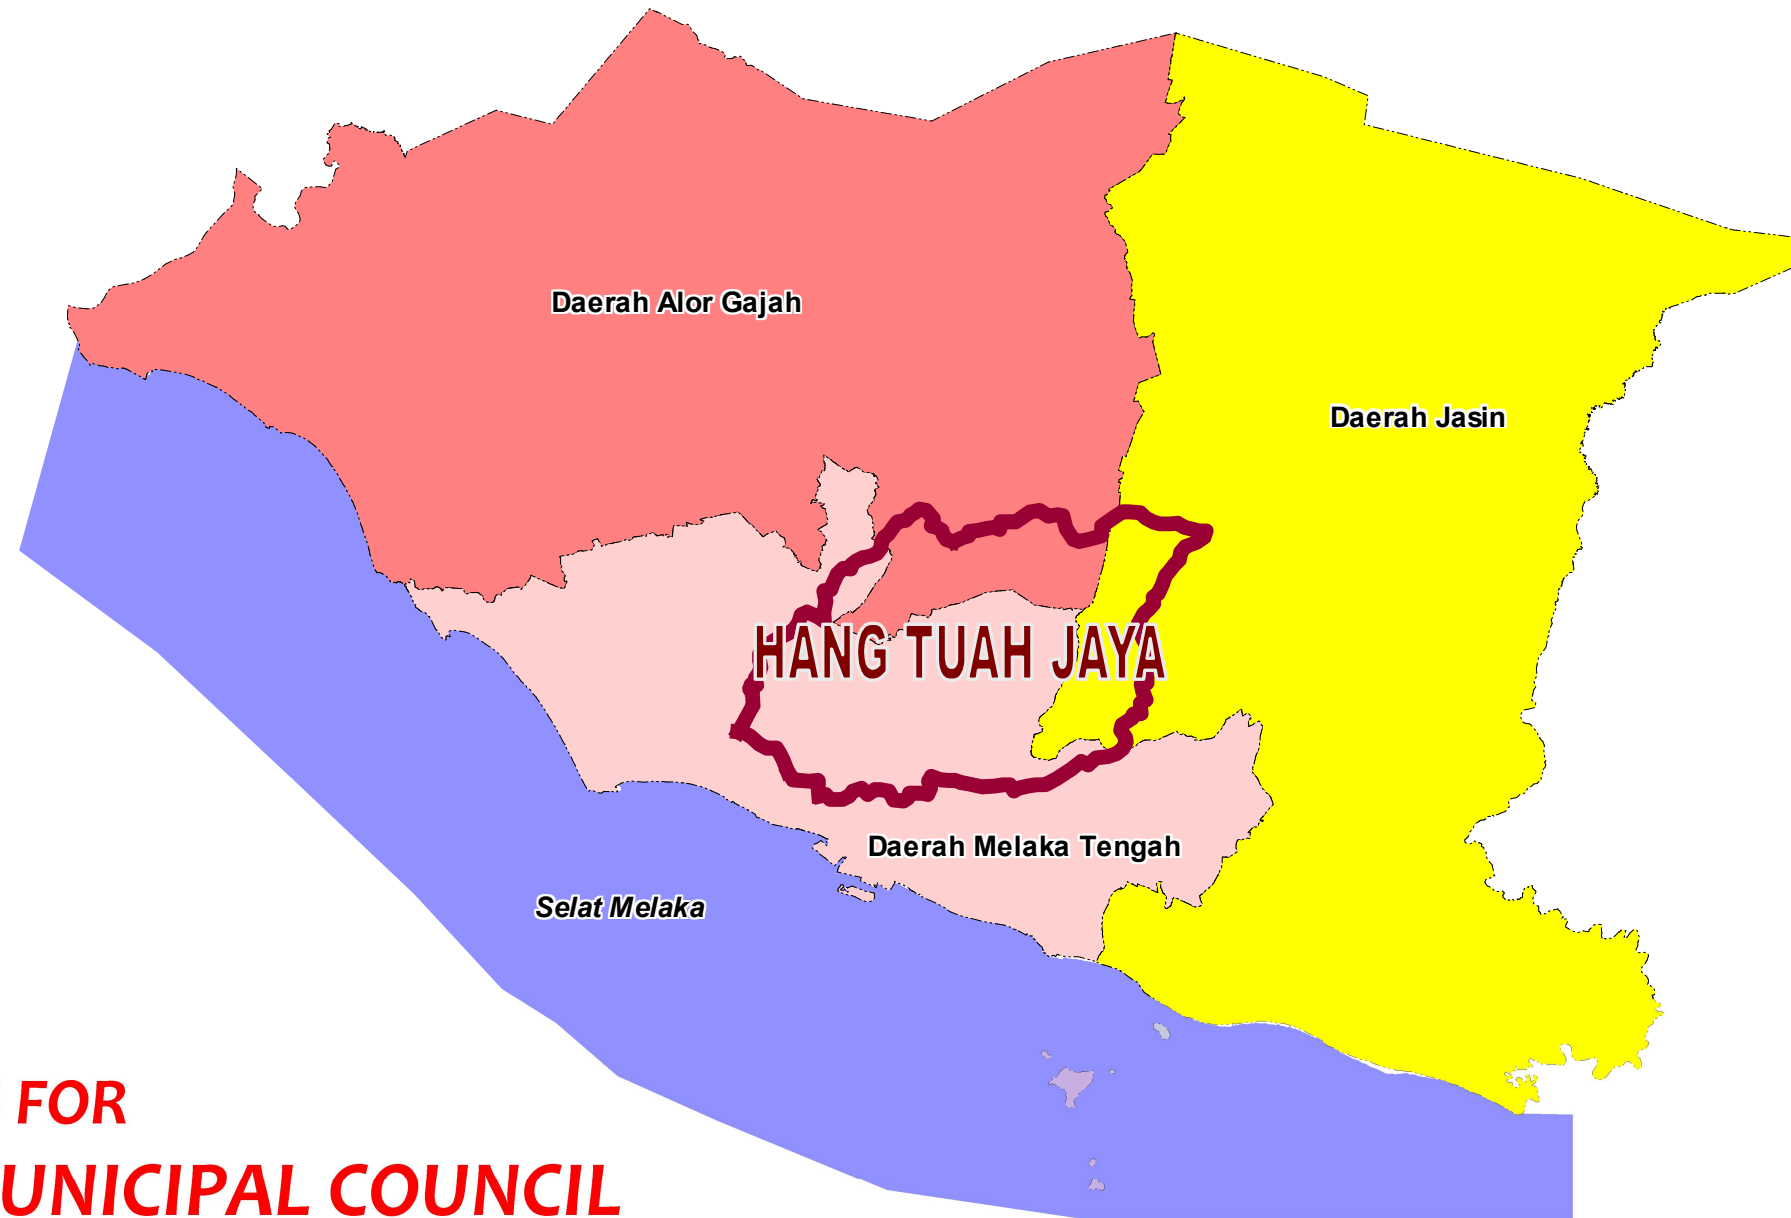 Daerah Alor Gajah
Daerah Jasin
HANG TUAH JAYA
Daerah Melaka Tengah
Selat Melaka
FOR
UNICIPAL COUNCIL